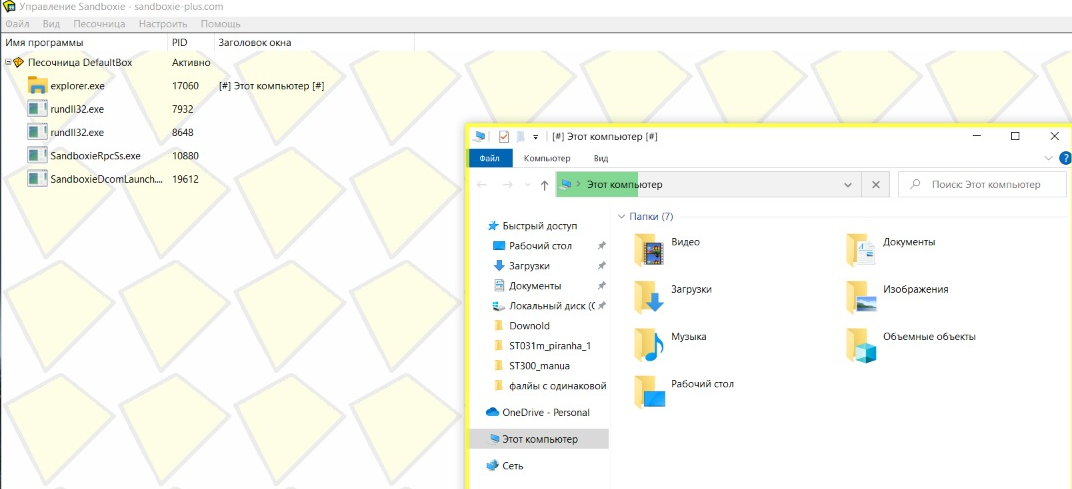 Управление Sandboxie - sandboxie-plus.com
Файл Вид Песочница Настроить Помощь
Имя программы PID Заголовок окна
Песочница DefaultBox Активно
explorer.exe 17060 [#] Этот компьютер [#]
rundll32.exe 7932
rundll32.exe 8648
SandboxieRpcSs.exe 10880
SandboxieDcomLaunch.... 19612
[#] Этот компьютер [#]
Файл Компьютер Вид
Этот компьютер
Поиск: Этот компьютер
Быстрый доступ
Рабочий стол
Загрузки
Документы
Локальный диск (C
Downold
ST031m_piranha_1
ST300_manua
фалйы с одинаковой
OneDrive - Personal
Этот компьютер
Сеть
Папки (7)
Видео
Документы
Загрузки
Изображения
Музыка
Объемные объекты
Рабочий стол